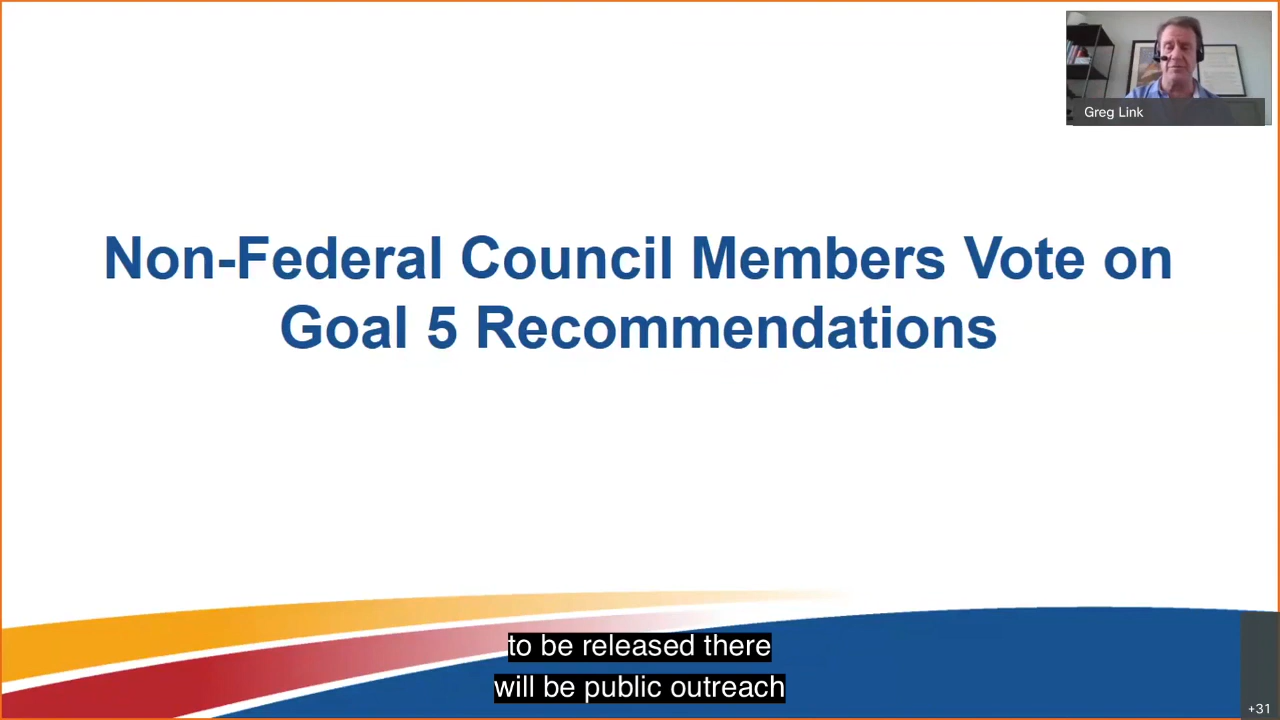 Greg Link
Non-Federal Council Members Vote on
Goal 5 Recommendations
to be released there
will be public outreach
+31